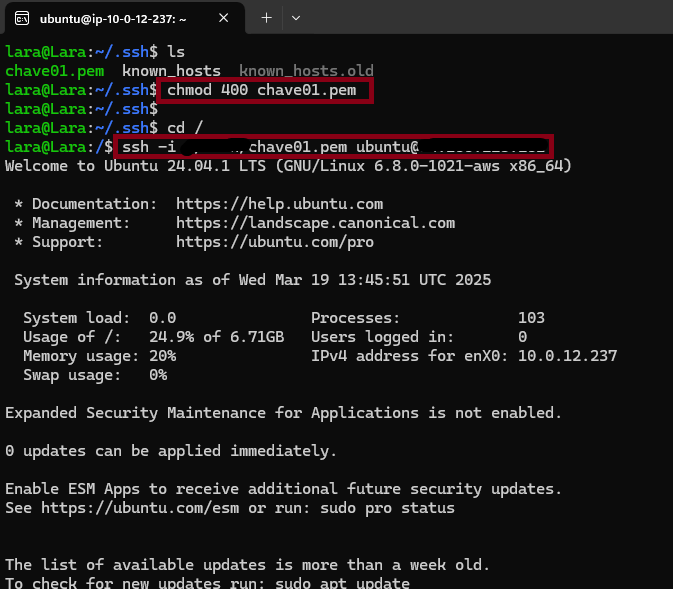 ubuntu@ip-10-0-12-237: ~
lara@Lara:~/.ssh$ ls
chave01.pem  known_hosts  known_hosts.old
lara@Lara:~/.ssh$ chmod 400 chave01.pem
lara@Lara:~/.ssh$
lara@Lara:~/.ssh$ cd /
lara@Lara:/$ ssh -i /chave01.pem ubuntu@
Welcome to Ubuntu 24.04.1 LTS (GNU/Linux 6.8.0-1021-aws x86_64)
* Documentation:  https://help.ubuntu.com
* Management:     https://landscape.canonical.com
* Support:        https://ubuntu.com/pro
System information as of Wed Mar 19 13:45:51 UTC 2025
System load:  0.0               Processes:             103
Usage of /:   24.9% of 6.71GB   Users logged in:       0
Memory usage: 20%               IPv4 address for enX0: 10.0.12.237
Swap usage:   0%
Expanded Security Maintenance for Applications is not enabled.
0 updates can be applied immediately.
Enable ESM Apps to receive additional future security updates.
See https://ubuntu.com/esm or run: sudo pro status
The list of available updates is more than a week old.
To check for new updates run: sudo apt update